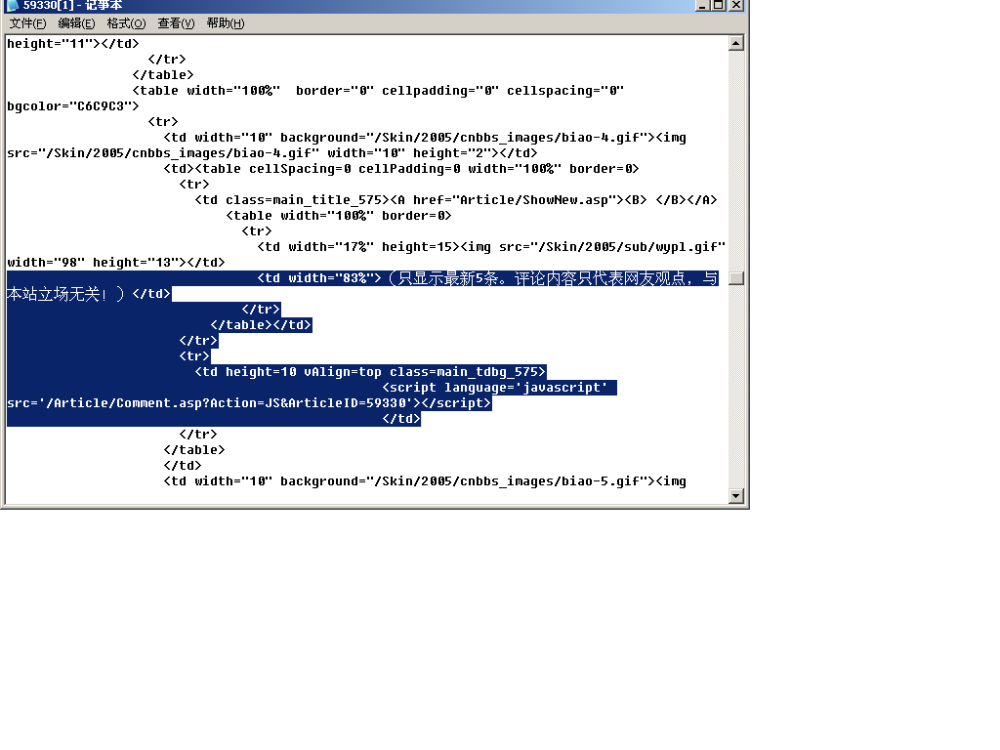 59330[1] - 记事本
文件(F) 编辑(E) 格式(O) 查看(V) 帮助(H)
height="11"></td>
</tr>
</table>
<table width="100%"  border="0" cellpadding="0" cellspacing="0"
bgcolor="C6C9C3">
<tr>
<td width="10" background="/Skin/2005/cnbbs_images/biao-4.gif"><img
src="/Skin/2005/cnbbs_images/biao-4.gif" width="10" height="2"></td>
<td><table cellSpacing=0 cellPadding=0 width="100%" border=0>
<tr>
<td class=main_title_575><A href="Article/ShowNew.asp"><B> </B></A>
<table width="100%" border=0>
<tr>
<td width="17%" height=15><img src="/Skin/2005/sub/wypl.gif"
width="98" height="13"></td>
<td width="83%">（只显示最新5条。评论内容只代表网友观点，与
本站立场无关！）</td>
</tr>
</table></td>
</tr>
<tr>
<td height=10 vAlign=top class=main_tdbg_575>
<script language='javascript'
src='/Article/Comment.asp?Action=JS&ArticleID=59330'></script>
</td>
</tr>
</table>
</td>
<td width="10" background="/Skin/2005/cnbbs_images/biao-5.gif"><img